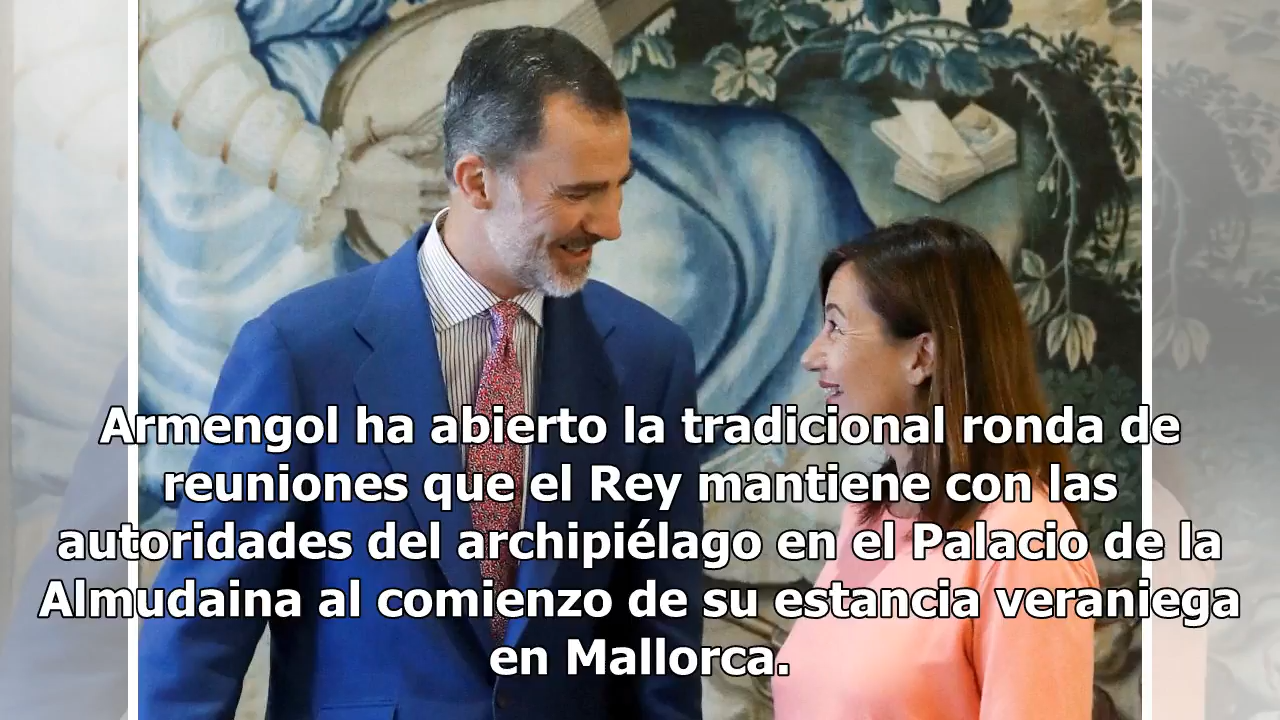 Armengol ha abierto la tradicional ronda de
reuniones que el Rey mantiene con las
autoridades del archipiélago en el Palacio de la
Almudaina al comienzo de su estancia veraniega
en Mallorca.